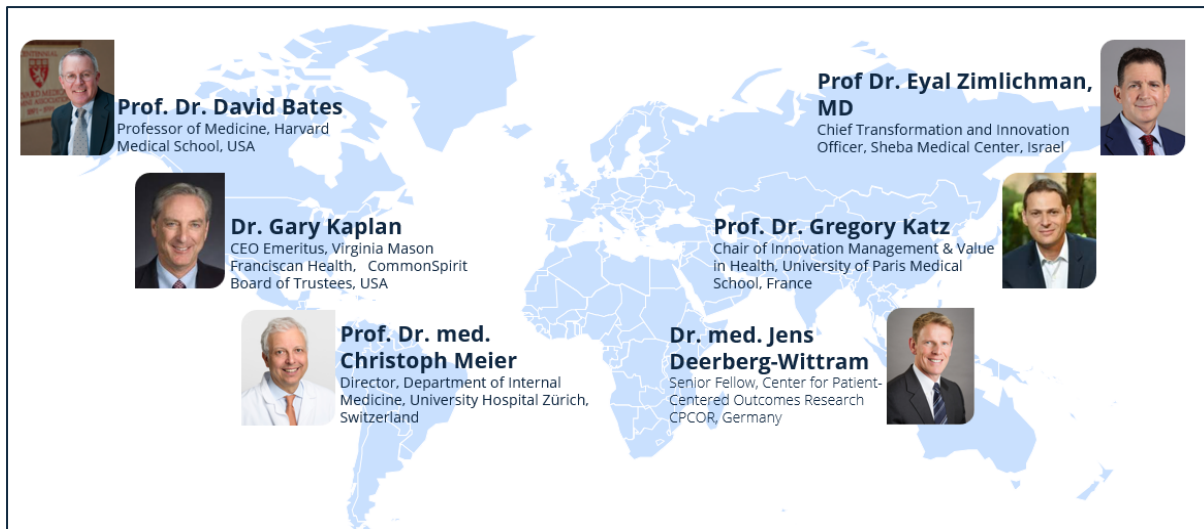 Prof. Dr. David Bates
Professor of Medicine, Harvard
Medical School, USA
Prof Dr. Eyal Zimlichman,
MD
Chief Transformation and Innovation
Officer, Sheba Medical Center, Israel
Dr. Gary Kaplan
CEO Emeritus, Virginia Mason
Franciscan Health, CommonSpirit
Board of Trustees, USA
Prof. Dr. Gregory Katz
Chair of Innovation Management & Value
in Health, University of Paris Medical
School, France
Prof. Dr. med.
Christoph Meier
Director, Department of Internal
Medicine, University Hospital Zürich,
Switzerland
Dr. med. Jens
Deerberg-Wittram
Senior Fellow, Center for Patient-
Centered Outcomes Research
CPCOR, Germany